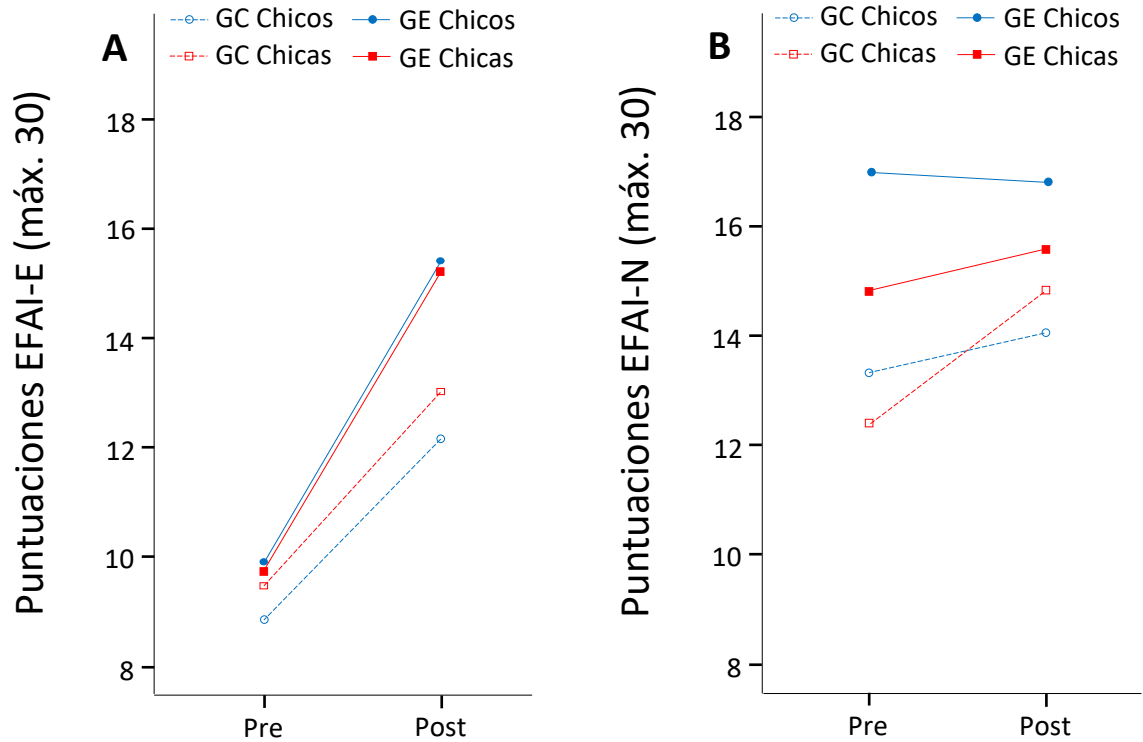 A
GC Chicos
GE Chicos
GC Chicas
GE Chicas
Puntuaciones EFAI-E (máx. 30)
18
16
14
12
10
8
Pre
Post
B
GC Chicos
GE Chicos
GC Chicas
GE Chicas
Puntuaciones EFAI-N (máx. 30)
18
16
14
12
10
8
Pre
Post